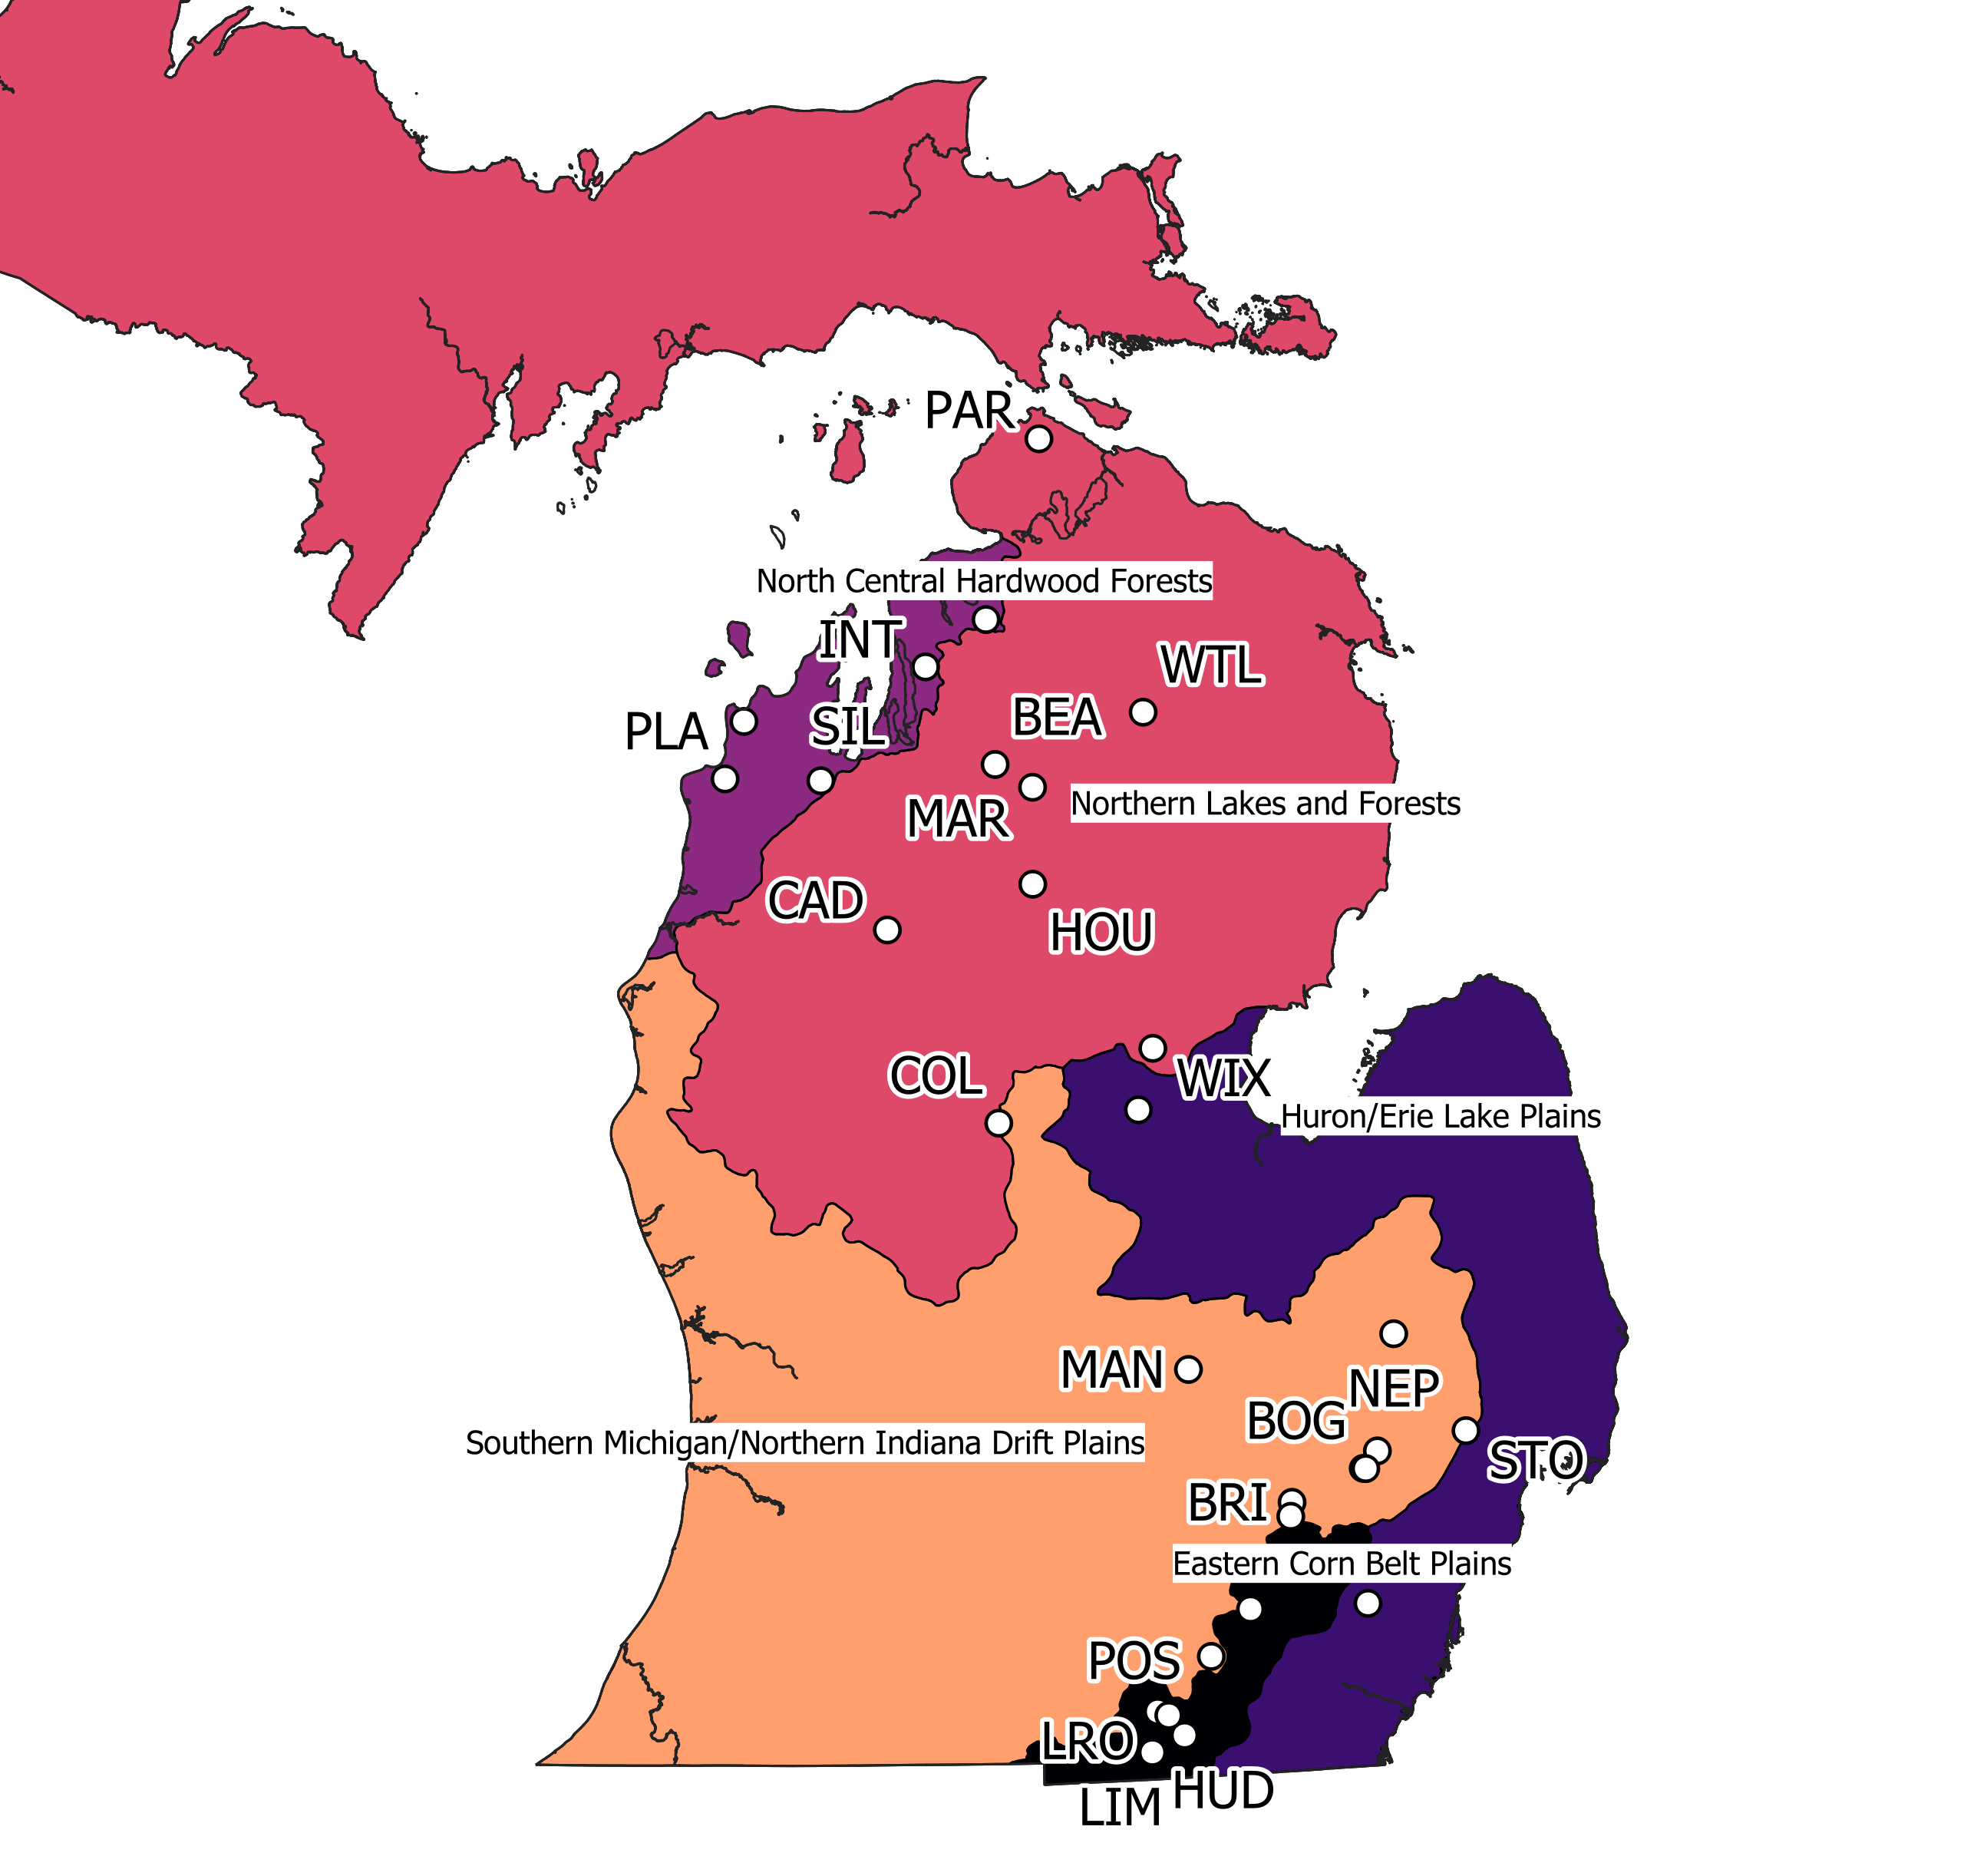 PAR
North Central Hardwood Forests
INT
WTL
PLA
SIL
BEA
Northern Lakes and Forests
MAR
CAD
HOU
COL
WIX
Huron/Erie Lake Plains
MAN
NEP
BOG
Southern Michigan/Northern Indiana Drift Plains
STO
BRI
Eastern Corn Belt Plains
POS
LRO
HUD
LIM